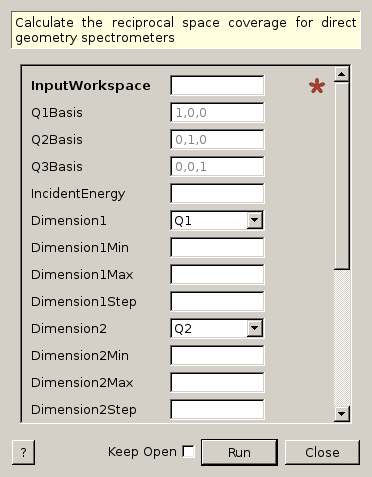 Calculate the reciprocal space coverage for direct
geometry spectrometers
InputWorkspace
Q1Basis 1,0,0
Q2Basis 0,1,0
Q3Basis 0,0,1
IncidentEnergy
Dimension1 Q1
Dimension1Min
Dimension1Max
Dimension1Step
Dimension2 Q2
Dimension2Min
Dimension2Max
Dimension2Step
? Keep Open Run Close